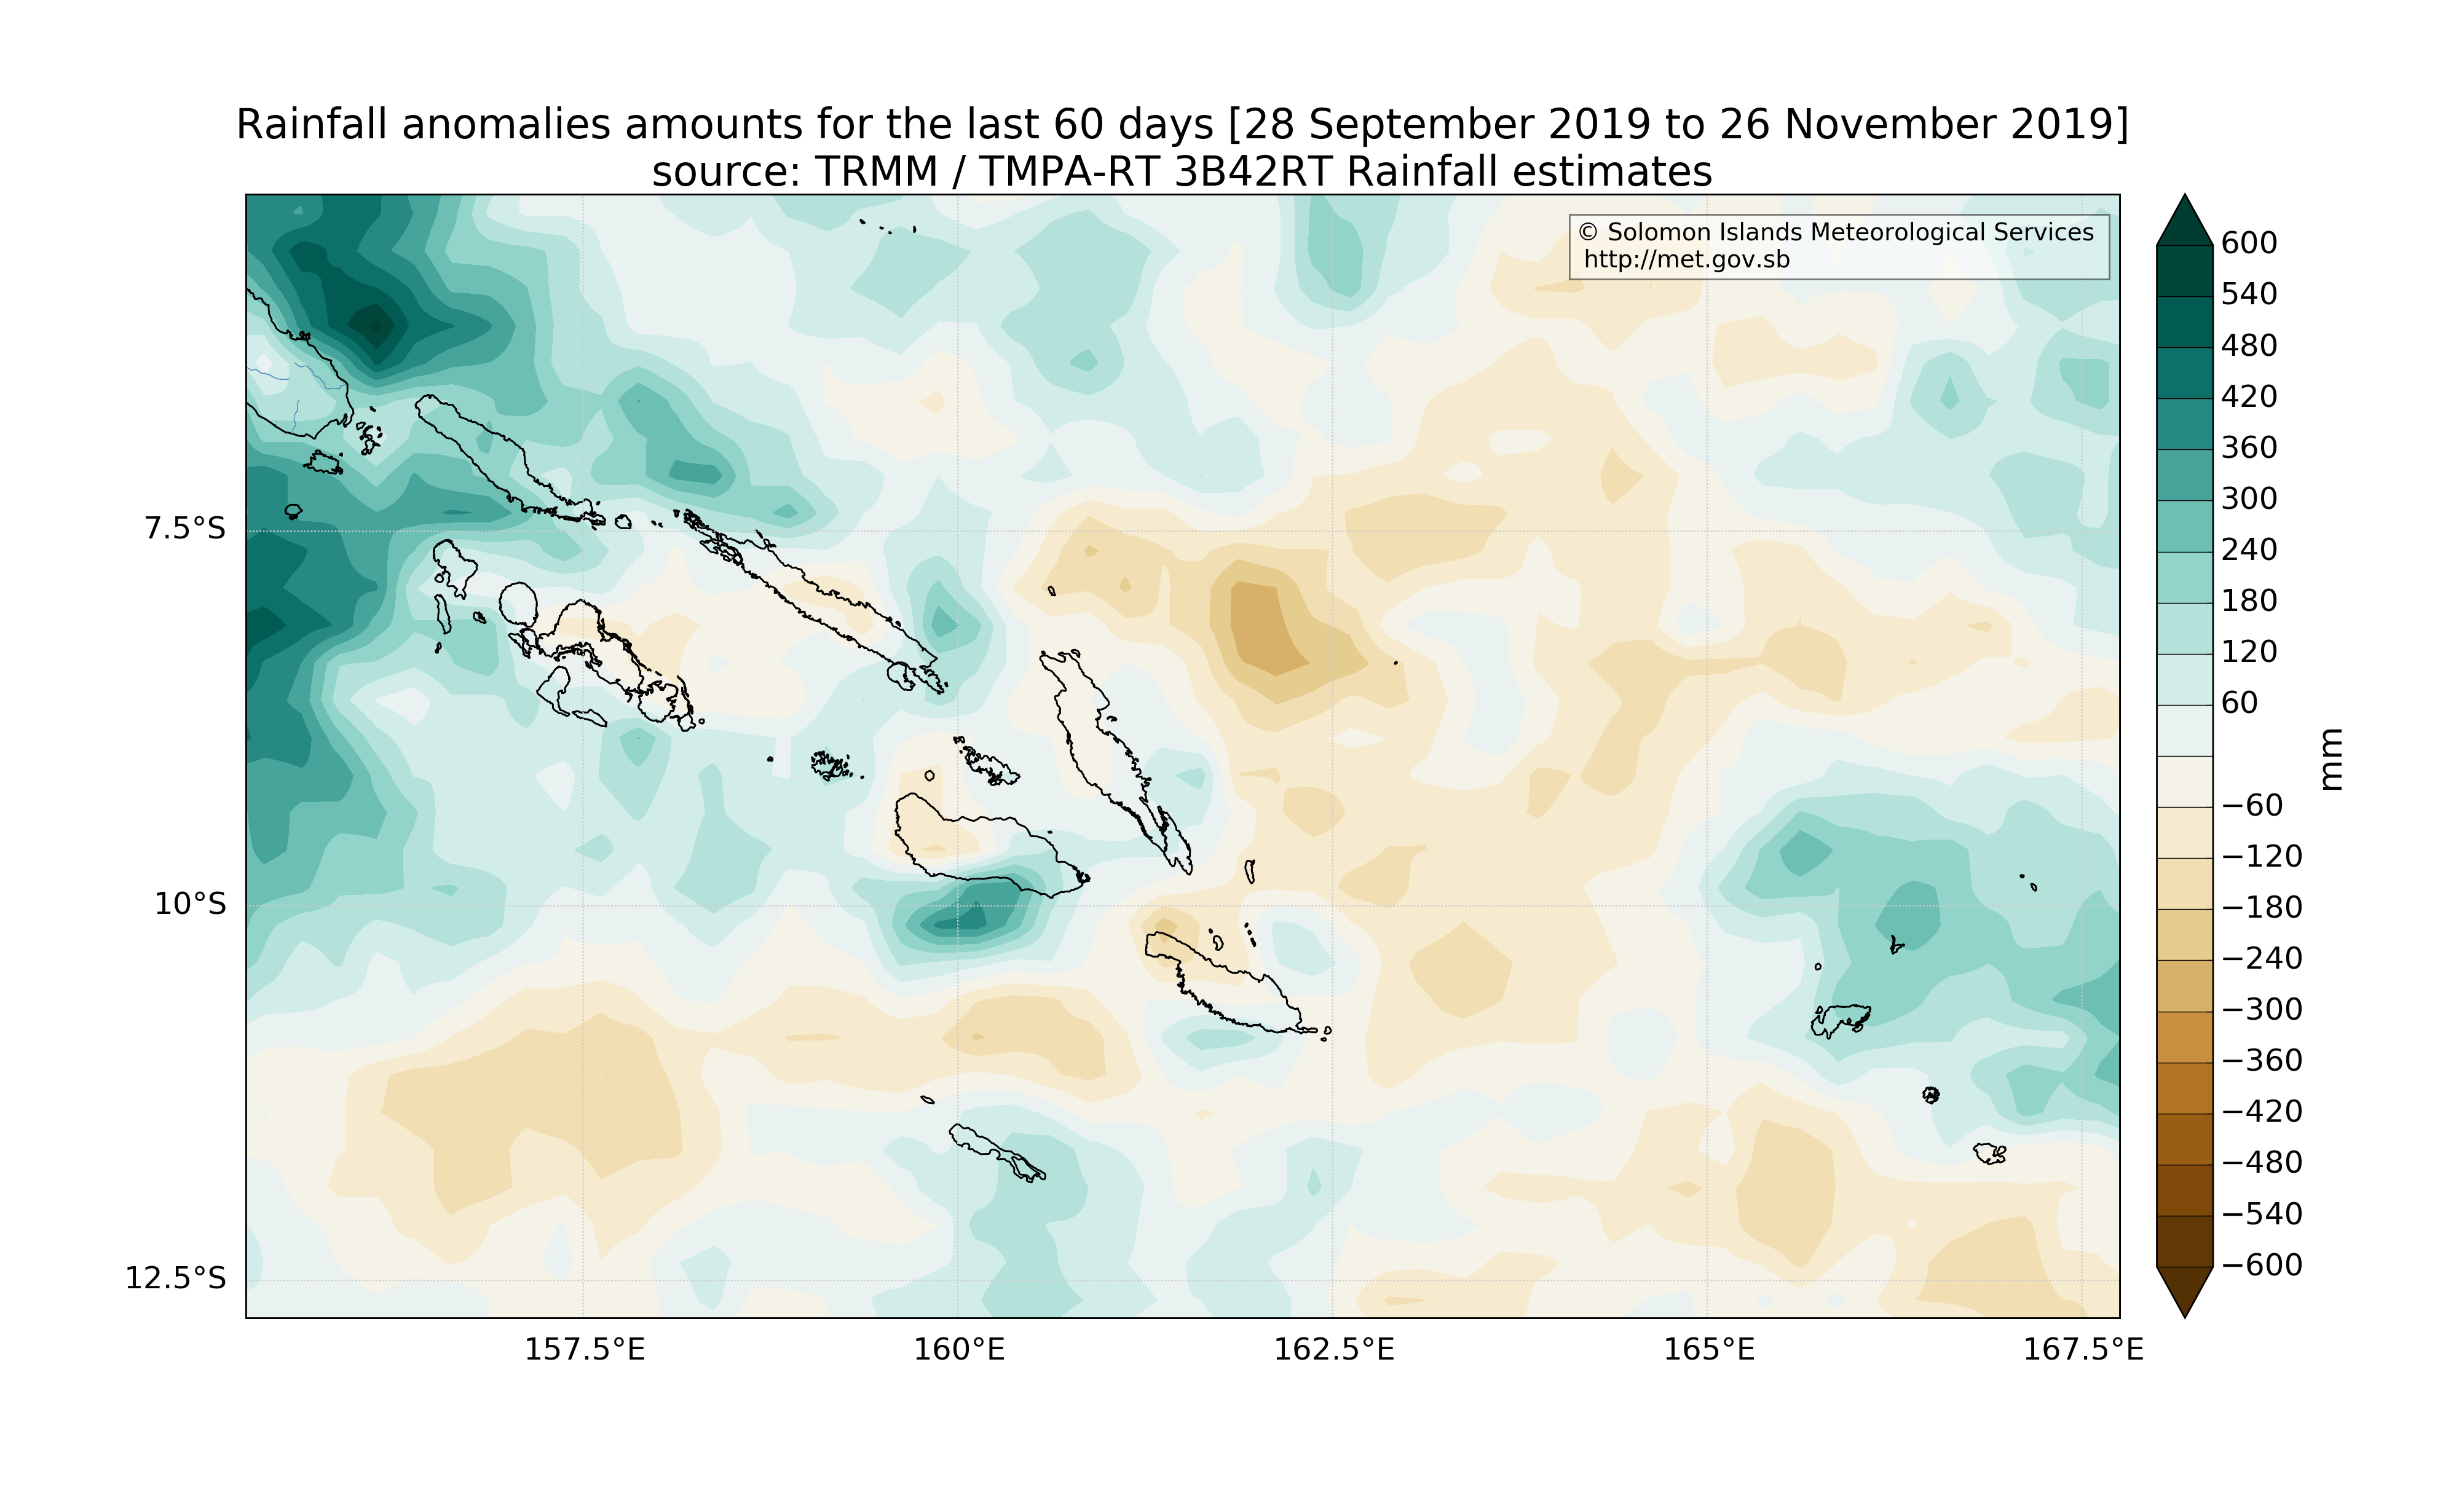 Rainfall anomalies amounts for the last 60 days [28 September 2019 to 26 November 2019]
source: TRMM / TMPA-RT 3B42RT Rainfall estimates
© Solomon Islands Meteorological Services
http://met.gov.sb
7.5°S
10°S
12.5°S
157.5°E
160°E
162.5°E
165°E
167.5°E
600
540
480
420
360
300
240
180
120
60
−60
−120
−180
−240
−300
−360
−420
−480
−540
−600
mm